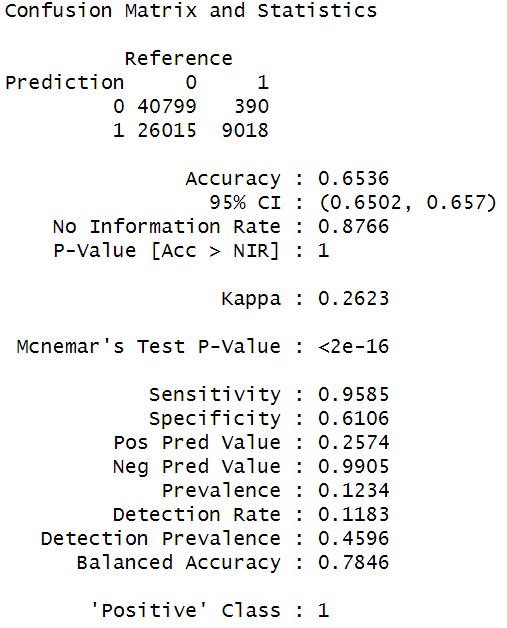 Confusion Matrix and Statistics
Reference
Prediction 0 1
0 40799 390
1 26015 9018
Accuracy : 0.6536
95% CI : (0.6502, 0.657)
No Information Rate : 0.8766
P-Value [Acc > NIR] : 1
Kappa : 0.2623
Mcnemar's Test P-Value : <2e-16
Sensitivity : 0.9585
Specificity : 0.6106
Pos Pred Value : 0.2574
Neg Pred Value : 0.9905
Prevalence : 0.1234
Detection Rate : 0.1183
Detection Prevalence : 0.4596
Balanced Accuracy : 0.7846
'Positive' Class : 1